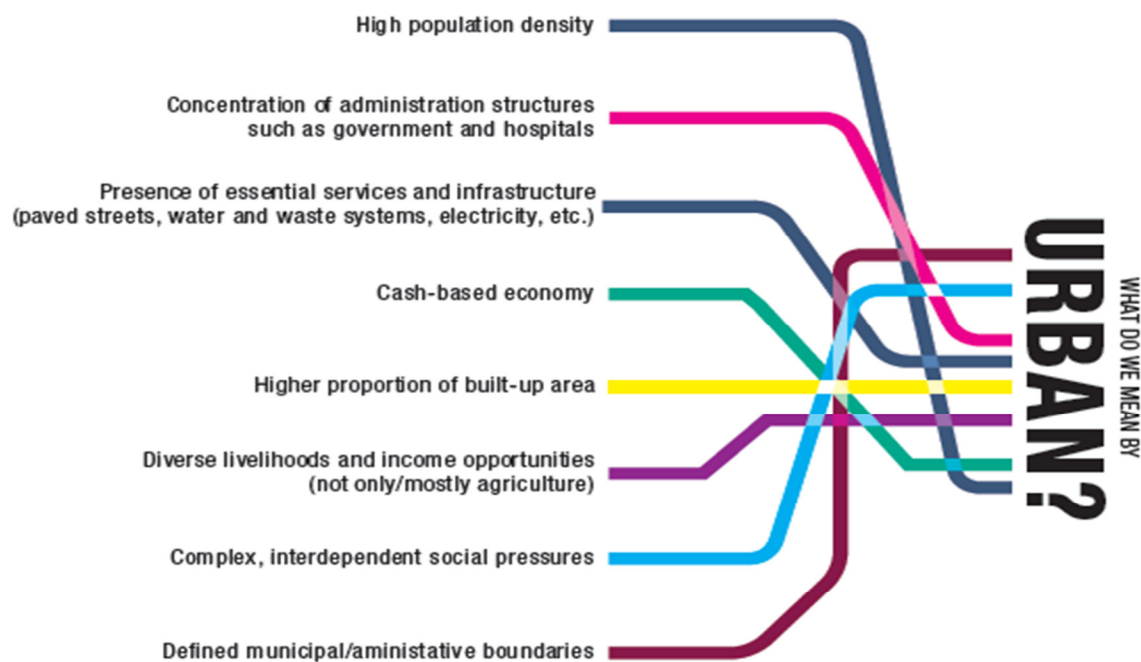 High population density
Concentration of administration structures
such as government and hospitals
Presence of essential services and infrastructure
(paved streets, water and waste systems, electricity, etc.)
Cash-based economy
Higher proportion of built-up area
Diverse livelihoods and income opportunities
(not only/mostly agriculture)
Complex, interdependent social pressures
Defined municipal/aministative boundaries
WHAT DO WE MEAN BY
URBAN?